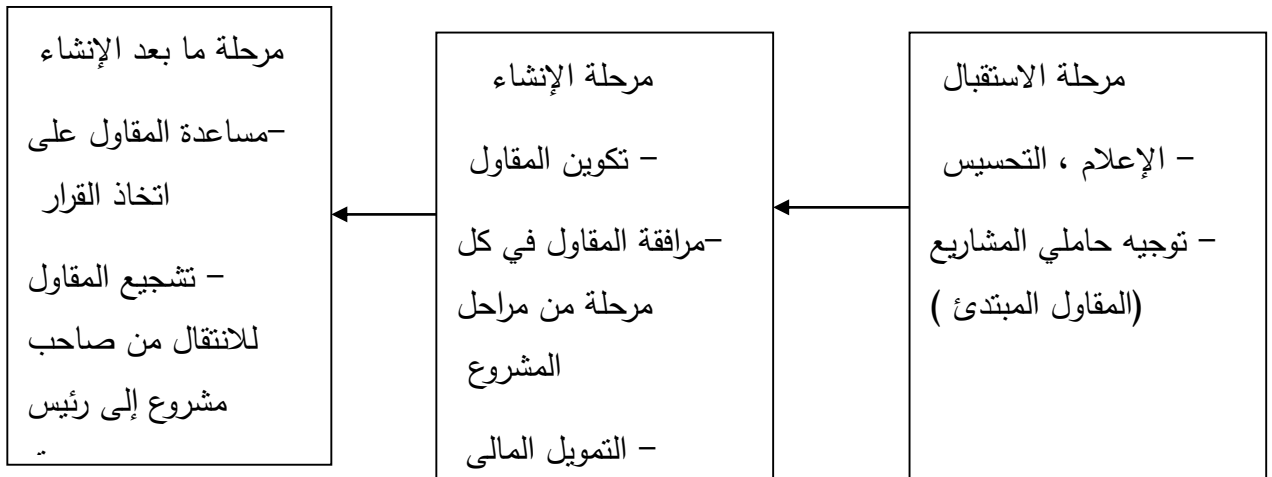 مرحلة الاستقبال
– الإعلام ، التحسيس
– توجيه حاملي المشاريع
(المقاول المبتدئ )
مرحلة الإنشاء
– تكوين المقاول
–مرافقة المقاول في كل
مرحلة من مراحل
المشروع
– التمويل المالي
مرحلة ما بعد الإنشاء
–مساعدة المقاول على
اتخاذ القرار
– تشجيع المقاول
للانتقال من صاحب
مشروع إلى رئيس